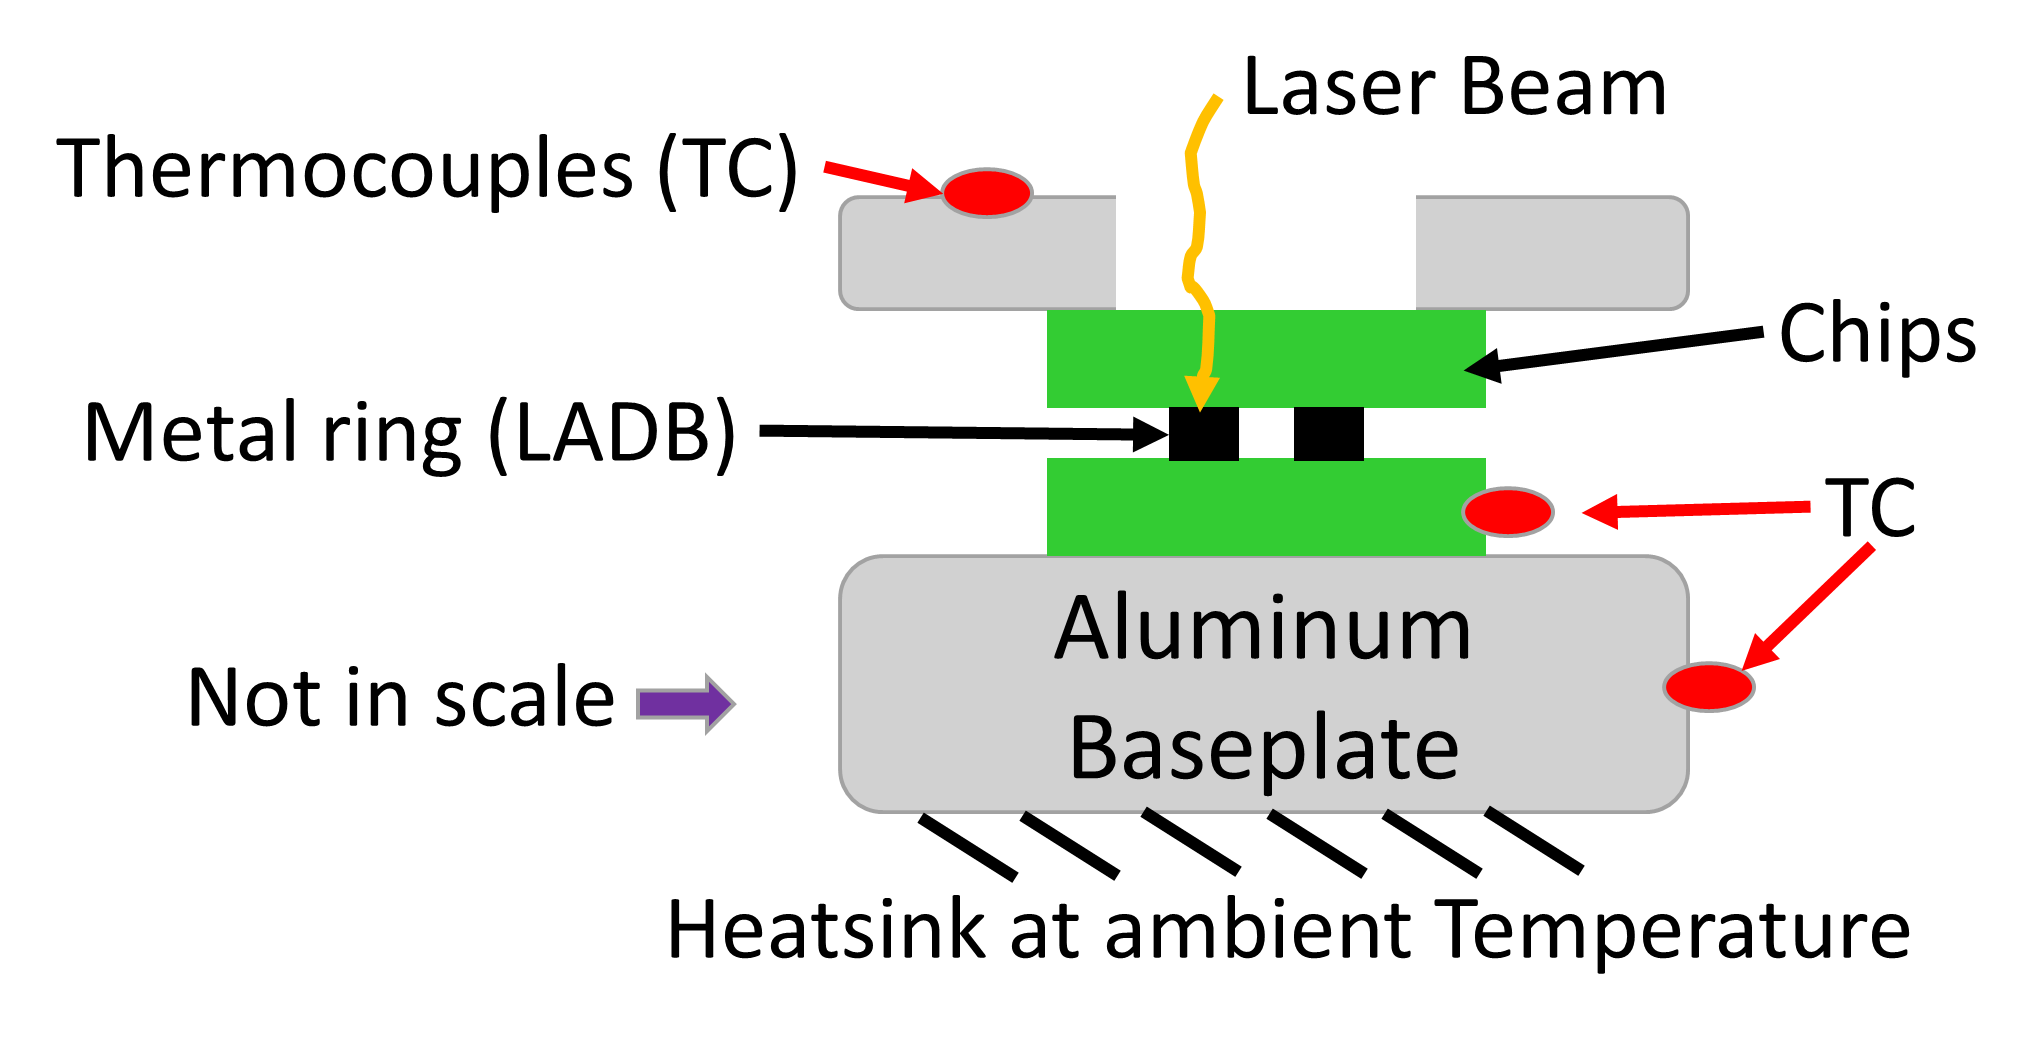 Laser Beam
Thermocouples (TC)
Chips
Metal ring (LADB)
TC
Aluminum
Baseplate
Not in scale
Heatsink at ambient Temperature